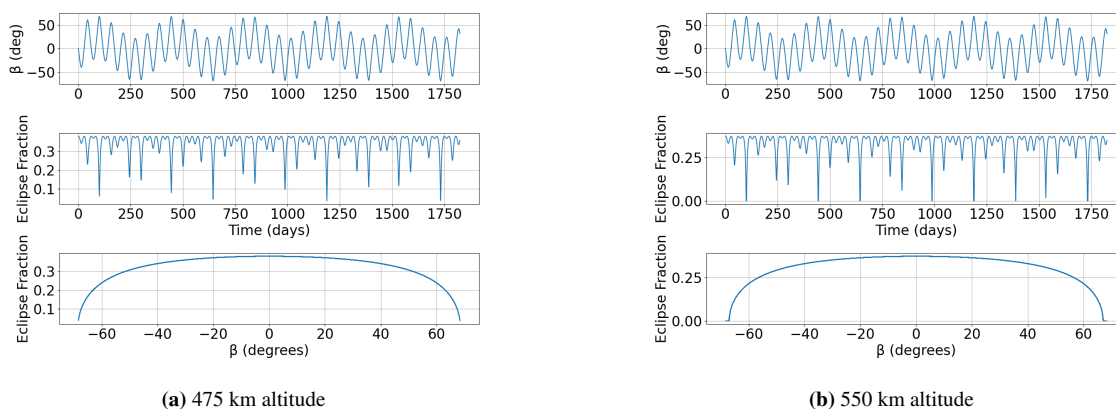 β (deg)
50
0
−50
0 250 500 750 1000 1250 1500 1750
Eclipse Fraction
0.3
0.2
0.1
0 250 500 750 1000 1250 1500 1750
Time (days)
Eclipse Fraction
0.3
0.2
0.1
−60 −40 −20 0 20 40 60
β (degrees)
(a) 475 km altitude
β (deg)
50
0
−50
0 250 500 750 1000 1250 1500 1750
Eclipse Fraction
0.25
0.00
0 250 500 750 1000 1250 1500 1750
Time (days)
Eclipse Fraction
0.25
0.00
−60 −40 −20 0 20 40 60
β (degrees)
(b) 550 km altitude